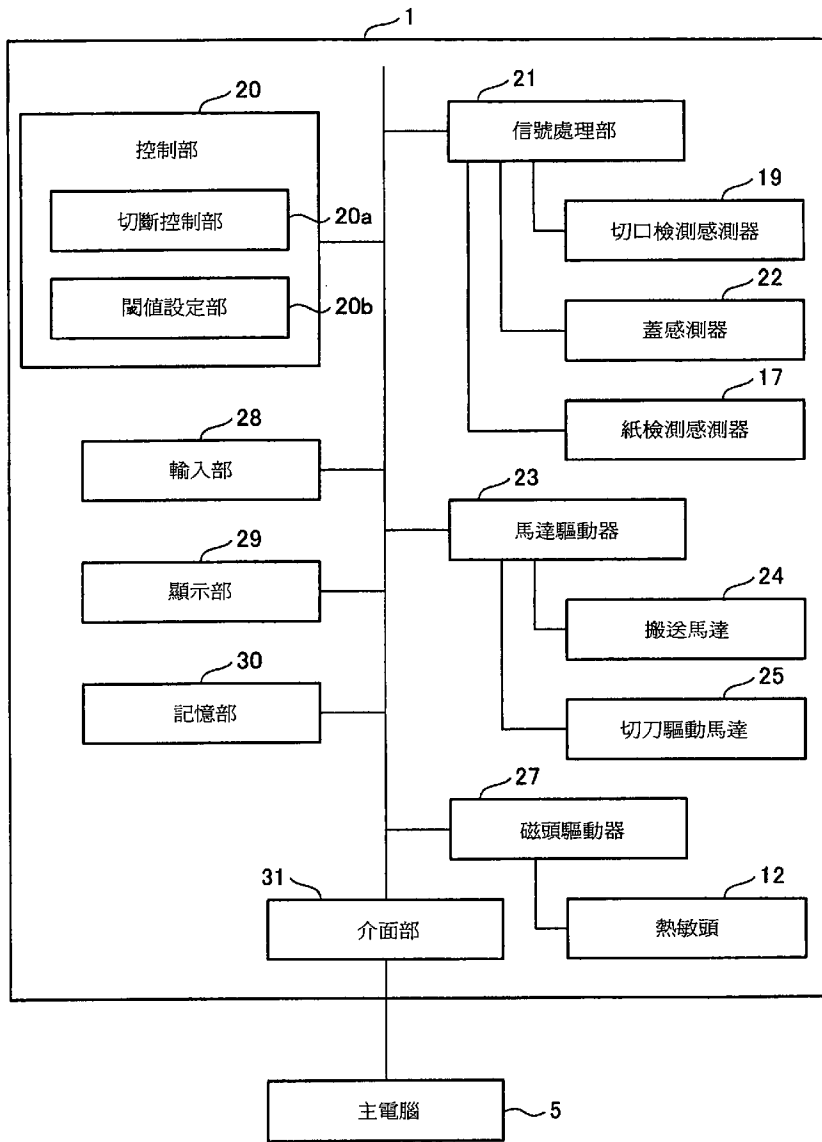 1
20
控制部
切斷控制部
20a
閾值設定部
20b
21
信號處理部
19
切口檢測感測器
22
蓋感測器
17
紙檢測感測器
28
輸入部
23
馬達驅動器
29
顯示部
24
搬送馬達
30
記憶部
25
切刀驅動馬達
27
磁頭驅動器
31
介面部
12
熱敏頭
主電腦
5